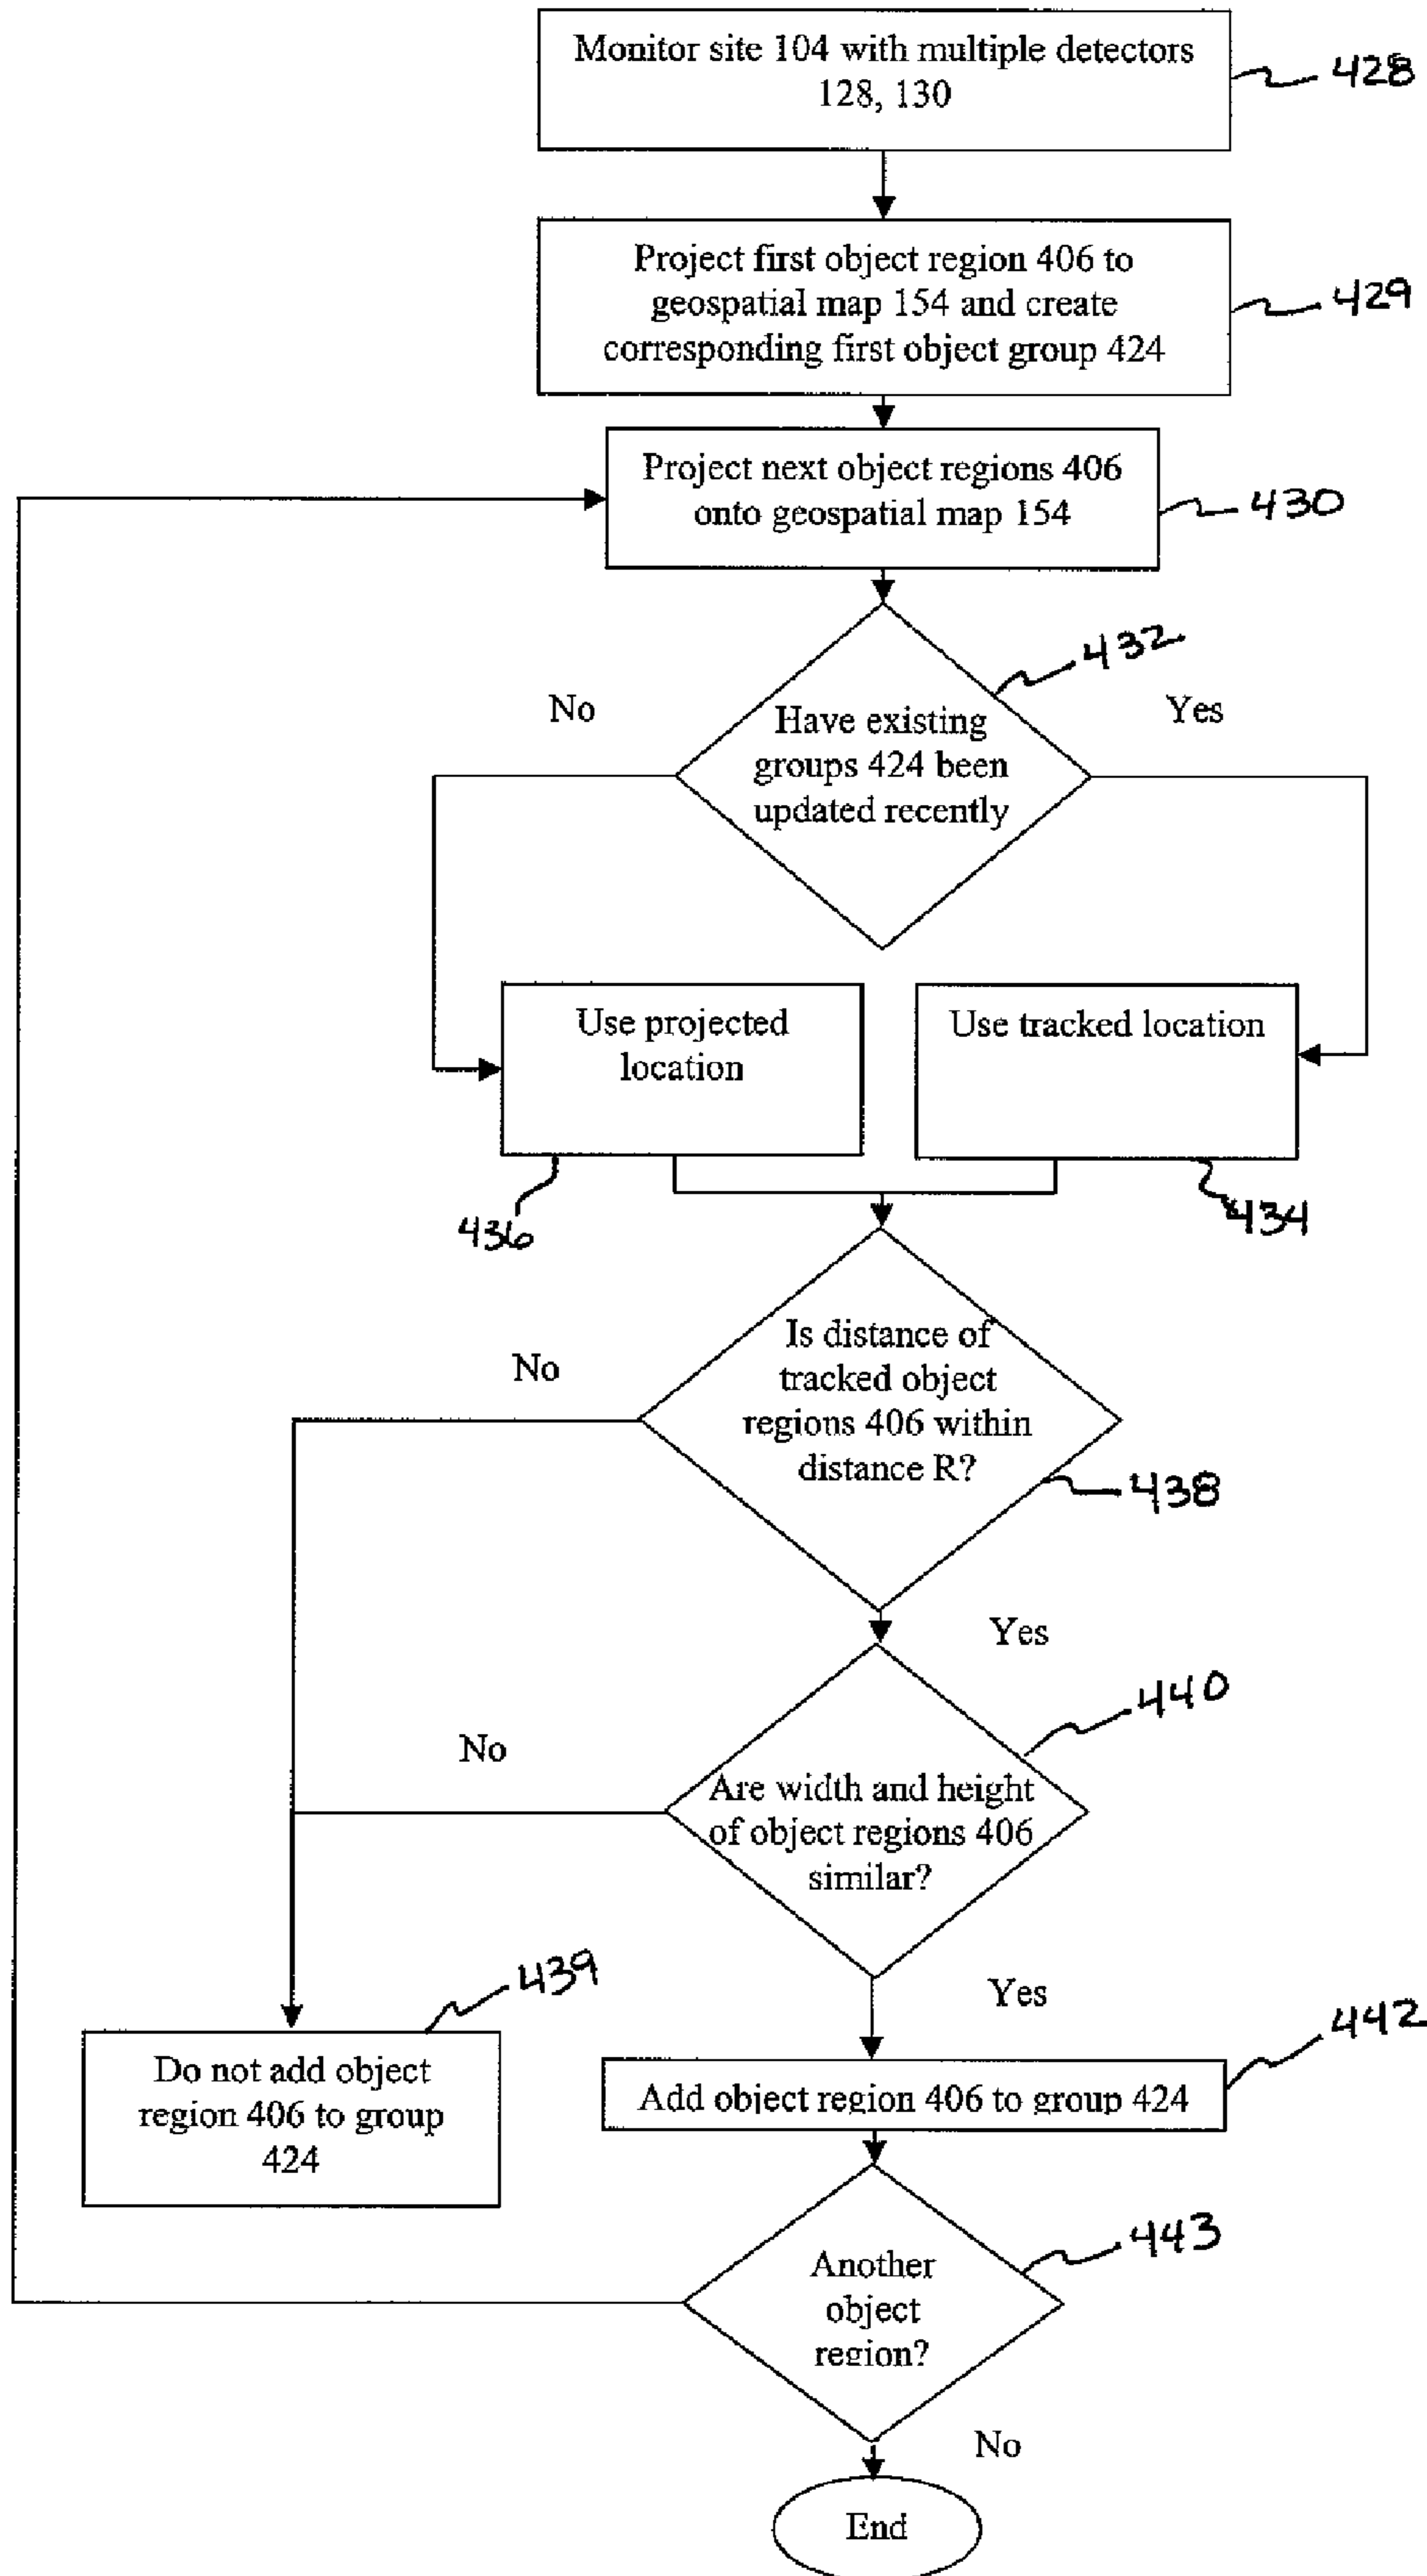 Monitor site 104 with multiple detectors
128, 130
428
Project first object region 406 to
geospatial map 154 and create
corresponding first object group 424
429
Project next object regions 406
onto geospatial map 154
430
432
No
Yes
Have existing
groups 424 been
updated recently
Use projected
location
Use tracked location
436
434
Is distance of
tracked object
regions 406 within
distance R?
No
438
Yes
440
No
Are width and height
of object regions 406
similar?
439
Yes
442
Do not add object
region 406 to group
424
Add object region 406 to group 424
443
Another
object
region?
No
End